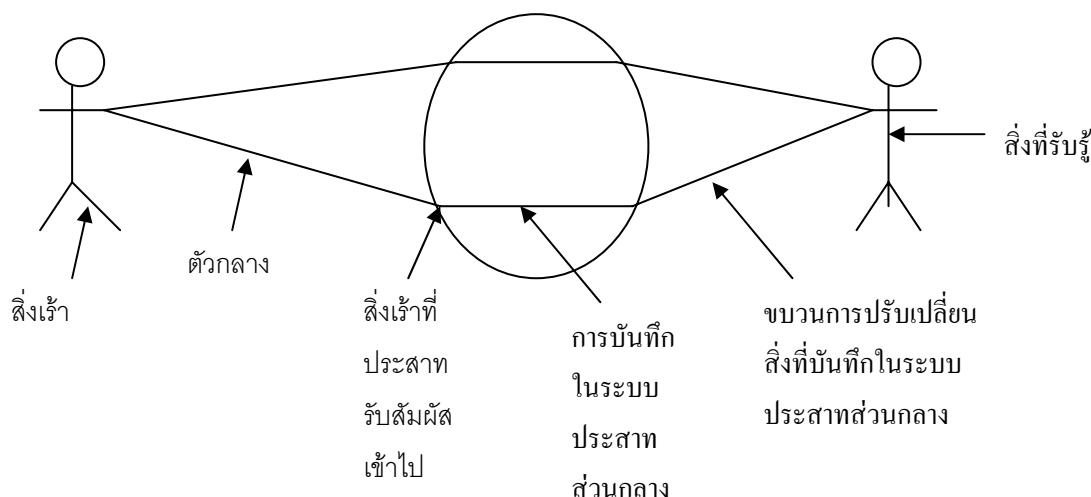 สิ่งที่รับรู้
ตัวกลาง
สิ่งเร้า
สิ่งเร้าที่
ประสาท
รับสัมผัส
เข้าไป
การบันทึก
ในระบบ
ประสาท
ส่วนกลาง
ขบวนการปรับเปลี่ยน
สิ่งที่บันทึกในระบบ
ประสาทส่วนกลาง